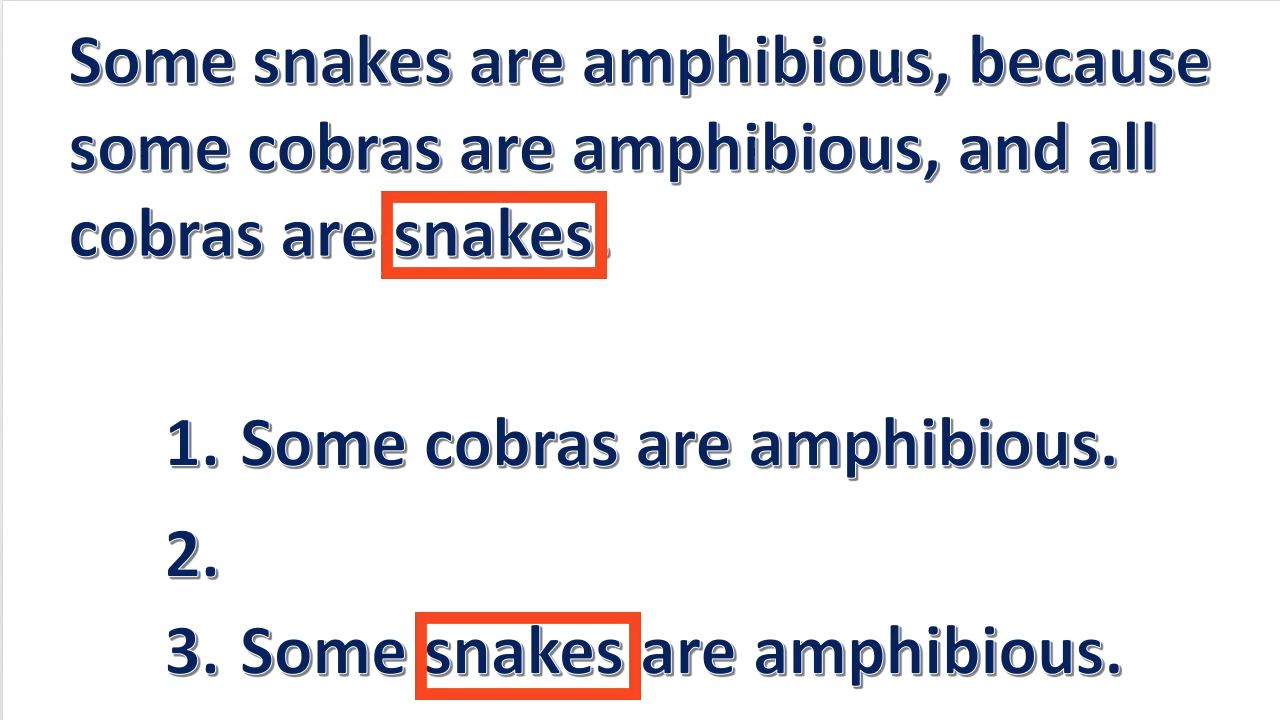 Some snakes are amphibious, because
some cobras are amphibious, and all
cobras are snakes.
1. Some cobras are amphibious.
2.
3. Some snakes are amphibious.